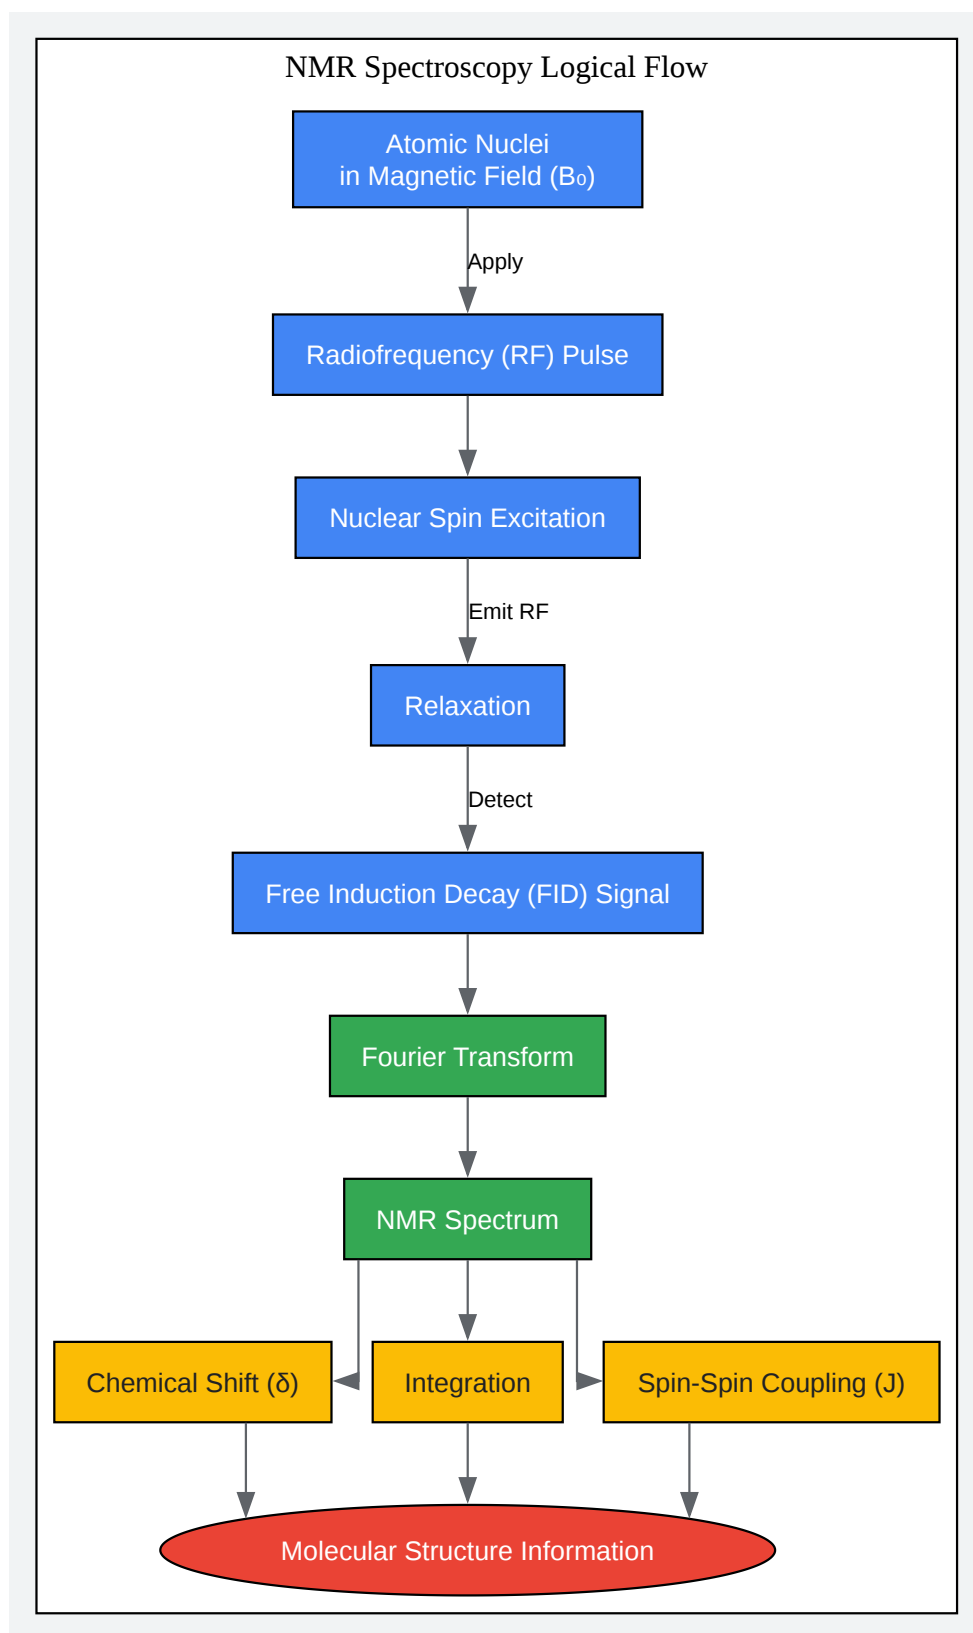 NMR Spectroscopy Logical Flow
Atomic Nuclei
in Magnetic Field (B₀)
Apply
Radiofrequency (RF) Pulse
Nuclear Spin Excitation
Emit RF
Relaxation
Detect
Free Induction Decay (FID) Signal
Fourier Transform
NMR Spectrum
Chemical Shift (δ)
Integration
Spin-Spin Coupling (J)
Molecular Structure Information